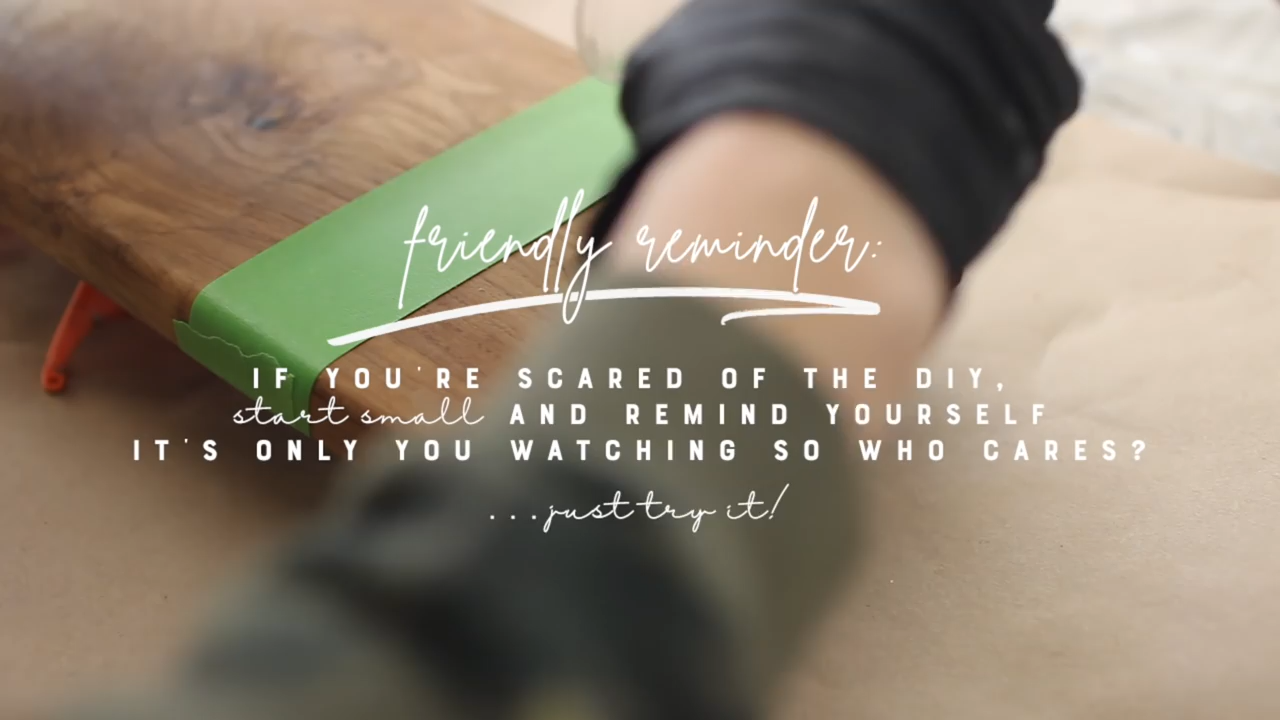 friendly reminder:
IF YOU'RE SCARED OF THE DIY,
start small AND REMIND YOURSELF
IT'S ONLY YOU WATCHING SO WHO CARES?
...just try it!